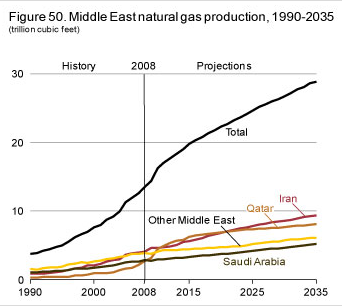 Figure 50. Middle East natural gas production, 1990-2035
(trillion cubic feet)
History 2008 Projections
30
Total
20
Iran
Qatar
10
Other Middle East
Saudi Arabia
0
1990 2000 2008 2015 2025 2035